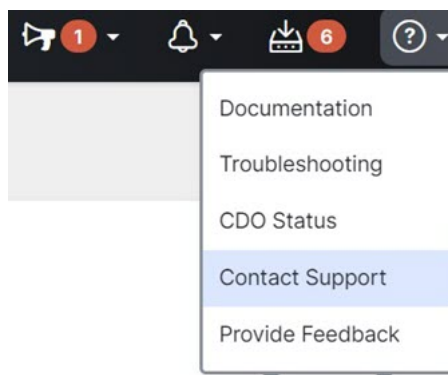 1 6 ?
Documentation
Troubleshooting
CDO Status
Contact Support
Provide Feedback